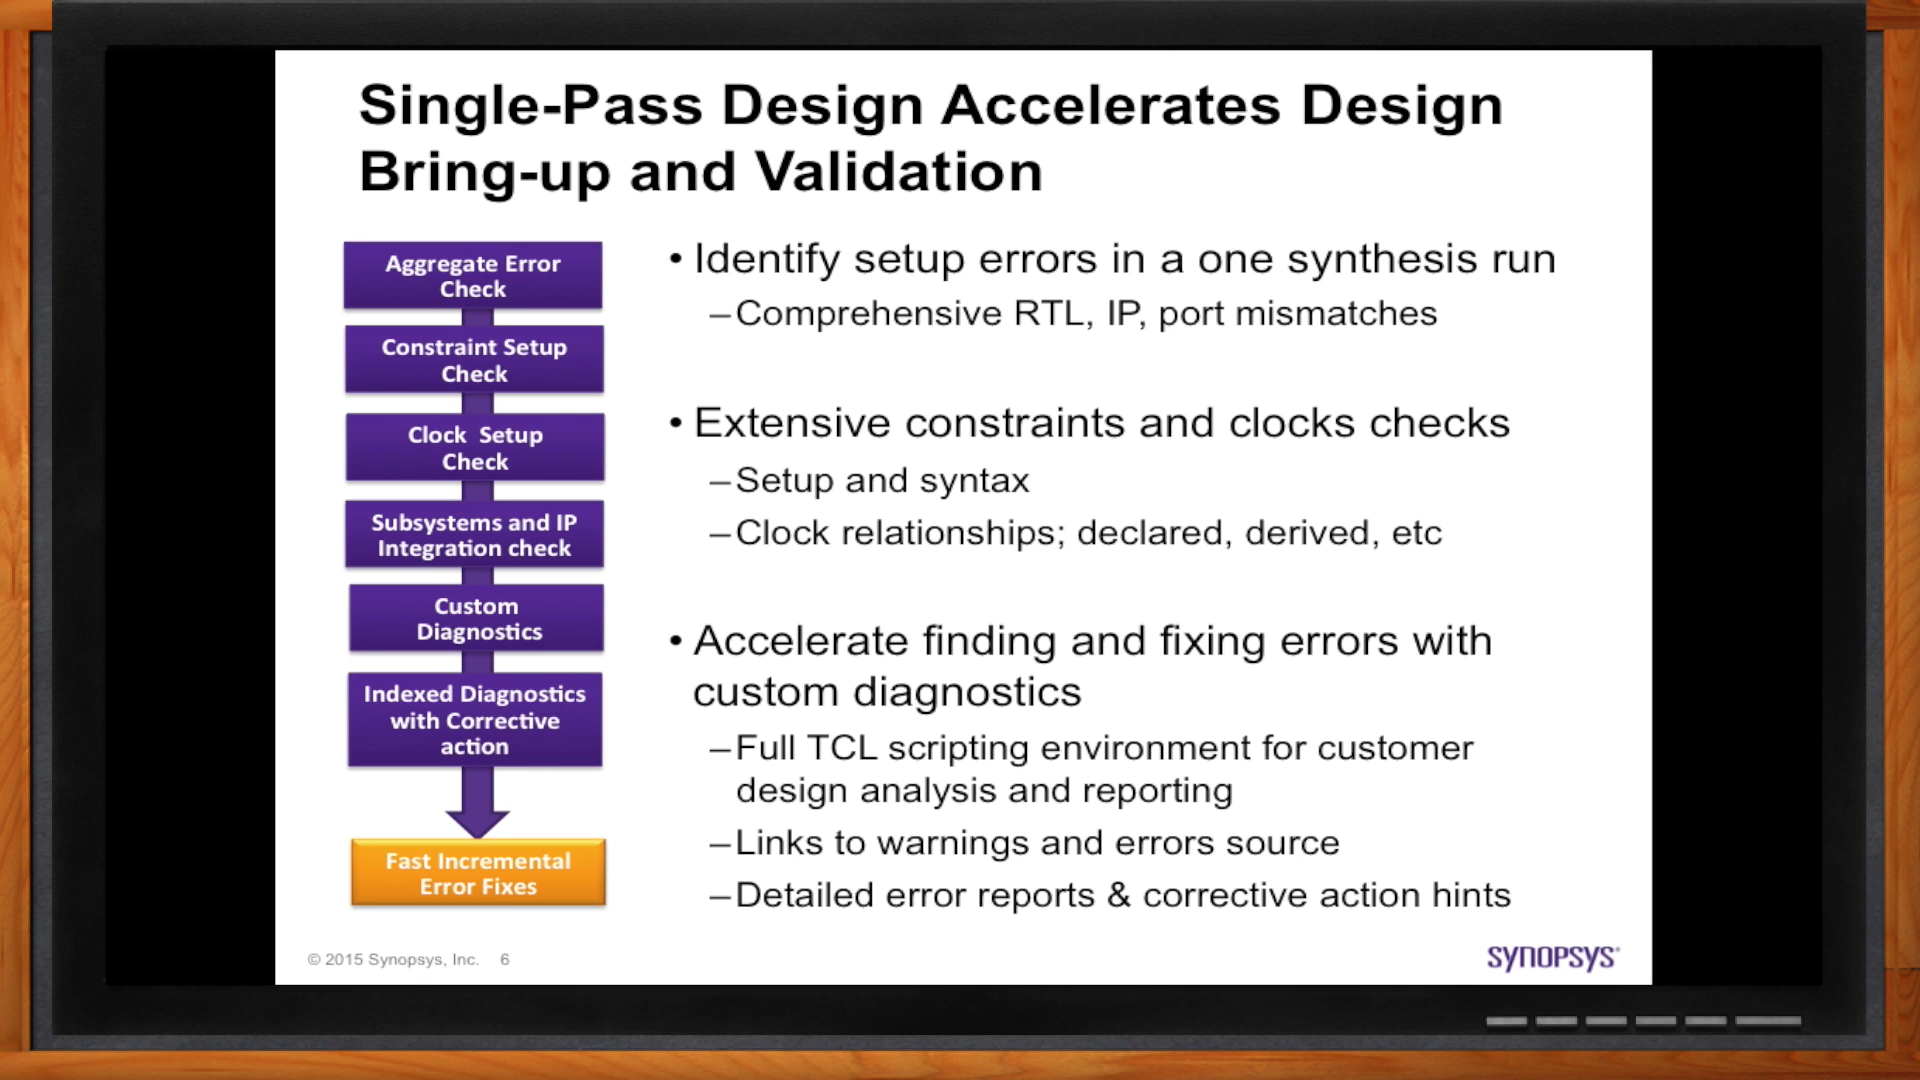 Single-Pass Design Accelerates Design
Bring-up and Validation
Aggregate Error
Check
Constraint Setup
Check
Clock  Setup
Check
Subsystems and IP
Integration check
Custom
Diagnostics
Indexed Diagnostics
with Corrective
action
Fast Incremental
Error Fixes
• Identify setup errors in a one synthesis run
–Comprehensive RTL, IP, port mismatches
• Extensive constraints and clocks checks
–Setup and syntax
–Clock relationships; declared, derived, etc
• Accelerate finding and fixing errors with
custom diagnostics
–Full TCL scripting environment for customer
design analysis and reporting
–Links to warnings and errors source
–Detailed error reports & corrective action hints
© 2015 Synopsys, Inc. 6
SYNOPSYS®